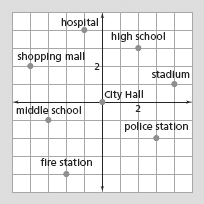 hospital
high school
shopping mall
2
stadium
City Hall
middle school
2
police station
fire station